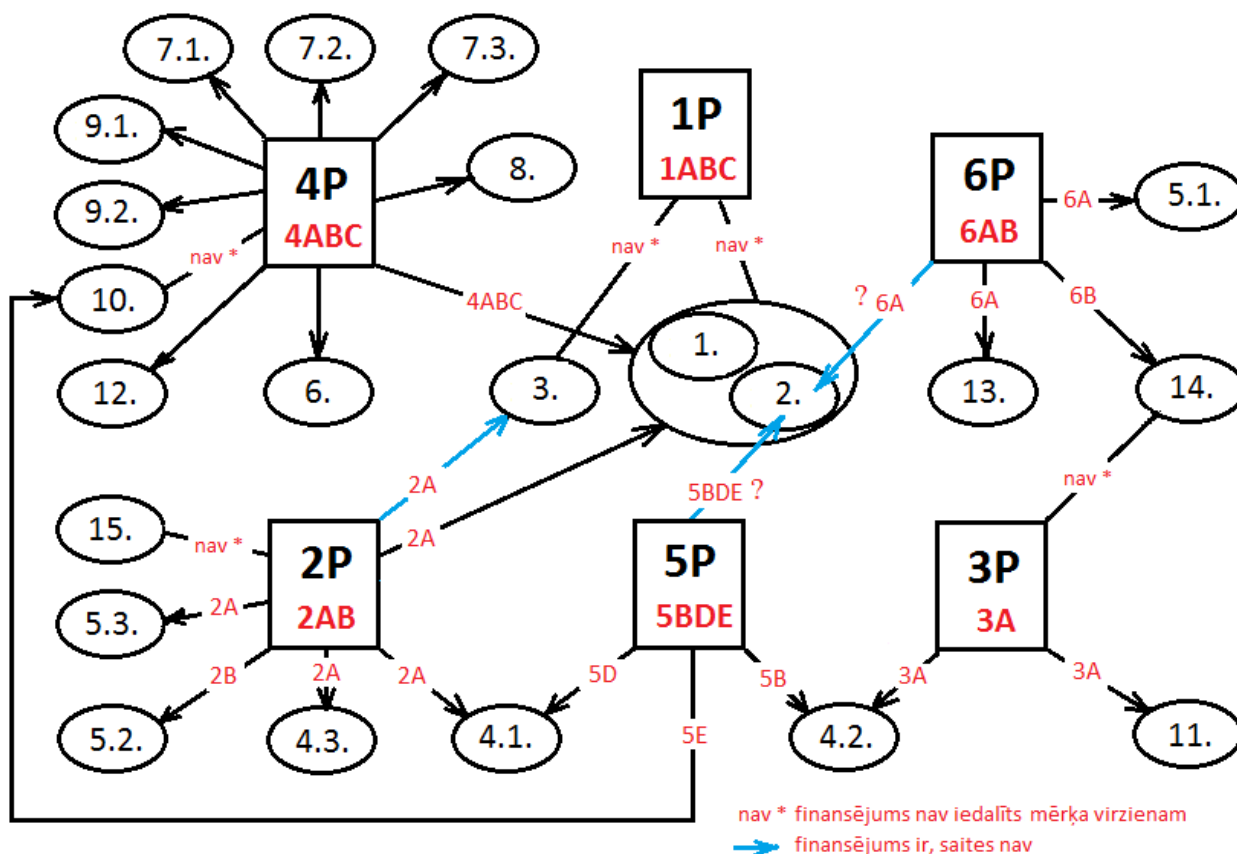 7.1.
7.2.
7.3.
9.1.
4P
4ABC
8.
1P
1ABC
6P
6AB
6A
5.1.
9.2.
nav *
10.
nav *
nav *
4ABC
? 6A
6A
6B
12.
6.
3.
1.
2.
13.
14.
2A
5BDE ?
nav *
15.
nav *
2P
2AB
2A
5P
5BDE
3P
3A
5.3.
2A
2B
2A
2A
5D
5B
3A
3A
5.2.
4.3.
4.1.
5E
4.2.
11.
nav * finansējums nav iedalīts mērķa virzienam
finansējums ir, saites nav